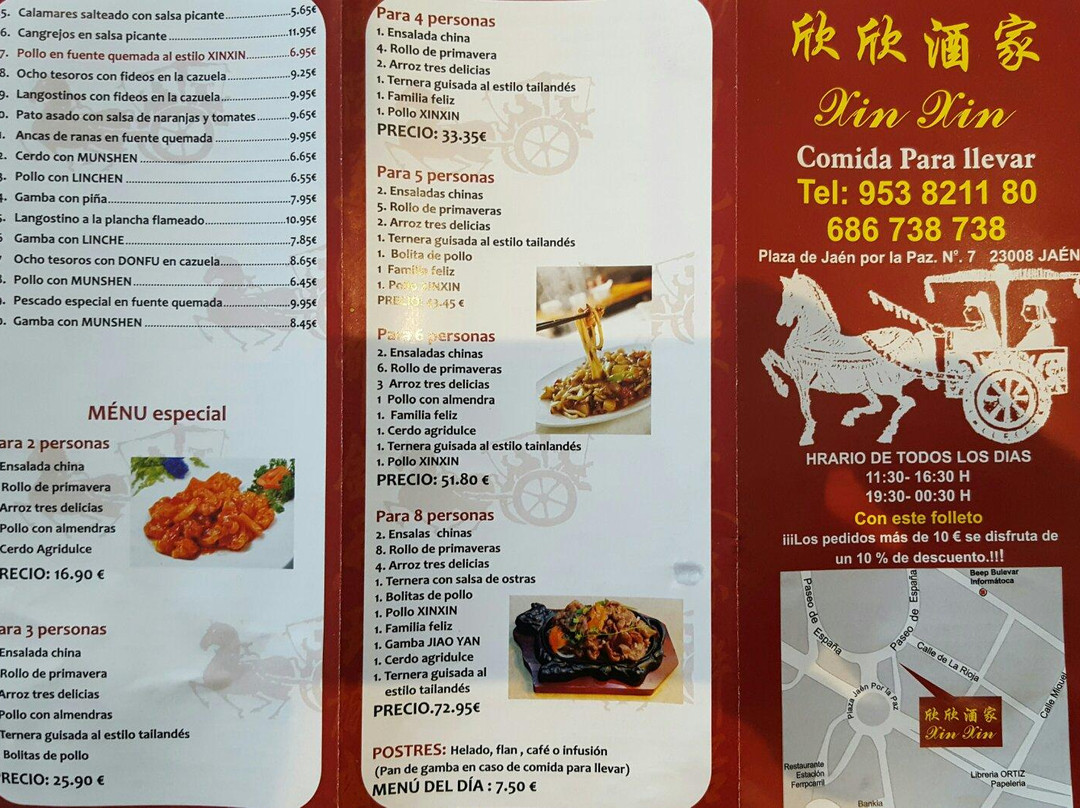 5. Calamares salteado con salsa picante 5.65€
6. Cangrejos en salsa picante 11.95€
7. Pollo en fuente quemada al estilo XINXIN 6.95€
8. Ocho tesoros con fideos en la cazuela 9.25€
9. Langostinos con fideos en la cazuela 9.95€
0. Pato asado con salsa de naranjas y tomates 9.65€
. Ancas de ranas en fuente quemada 9.95€
. Cerdo con MUNSHEN 6.65€
. Pollo con LINCHEN 6.55€
. Gamba con piña 7.95€
. Langostino a la plancha flameado 10.95€
6 Gamba con LINCHE 7.85€
Ocho tesoros con DONFU en cazuela 8.65€
. Pollo con MUNSHEN 6.45€
. Pescado especial en fuente quemada 9.95€
. Gamba con MUNSHEN 8.45€
MÉNU especial
ara 2 personas
Ensalada china
Rollo de primavera
Arroz tres delicias
Pollo con almendras
Cerdo Agridulce
RECIO: 16.90 €
ara 3 personas
Ensalada china
Rollo de primavera
Arroz tres delicias
Pollo con almendras
Ternera guisada al estilo tailandés
Bolitas de pollo
RECIO: 25.90 €
Para 4 personas
1. Ensalada china
4. Rollo de primavera
2. Arroz tres delicias
1. Ternera guisada al estilo tailandés
1. Familia feliz
1. Pollo XINXIN
PRECIO: 33.35€
Para 5 personas
2. Ensaladas chinas
5. Rollo de primaveras
2. Arroz tres delicias
1. Ternera guisada al estilo tailandés
1. Bolita de pollo
1 Familia feliz
1. Pollo XINXIN
PRECIO: 43.45 €
Para 6 personas
2. Ensaladas chinas
6. Rollo de primaveras
3 Arroz tres delicias
1 Pollo con almendra
1. Familia feliz
1. Cerdo agridulce
1. Ternera guisada al estilo tainlandés
1. Pollo XINXIN
PRECIO: 51.80 €
Para 8 personas
2. Ensalas chinas
8. Rollo de primaveras
4. Arroz tres delicias
1. Ternera con salsa de ostras
1. Bolitas de pollo
1. Pollo XINXIN
1. Familia feliz
1. Gamba JIAO YAN
1. Cerdo agridulce
1. Ternera guisada al
estilo tailandés
PRECIO.72.95€
POSTRES: Helado, flan , café o infusión
(Pan de gamba en caso de comida para llevar)
MENÚ DEL DÍA : 7.50 €
欣欣酒家
Xin Xin
Comida Para llevar
Tel: 953 8211 80
686 738 738
Plaza de Jaén por la Paz. Nº. 7 23008 JAÉN
HRARIO DE TODOS LOS DIAS
11:30- 16:30 H
19:30- 00:30 H
Con este folleto
¡¡¡Los pedidos más de 10 € se disfruta de
un 10 % de descuento.!!!
Beep Bulevar
Informátoca
Paseo de España
Paseo de España
Calle de La Rioja
Calle Miguel
Plaza Jaén Por la Paz
欣欣酒家
Xin Xin
Restaurante
Estación
Ferrpcarril
Libreria ORTIZ
Papeleria
Bankia